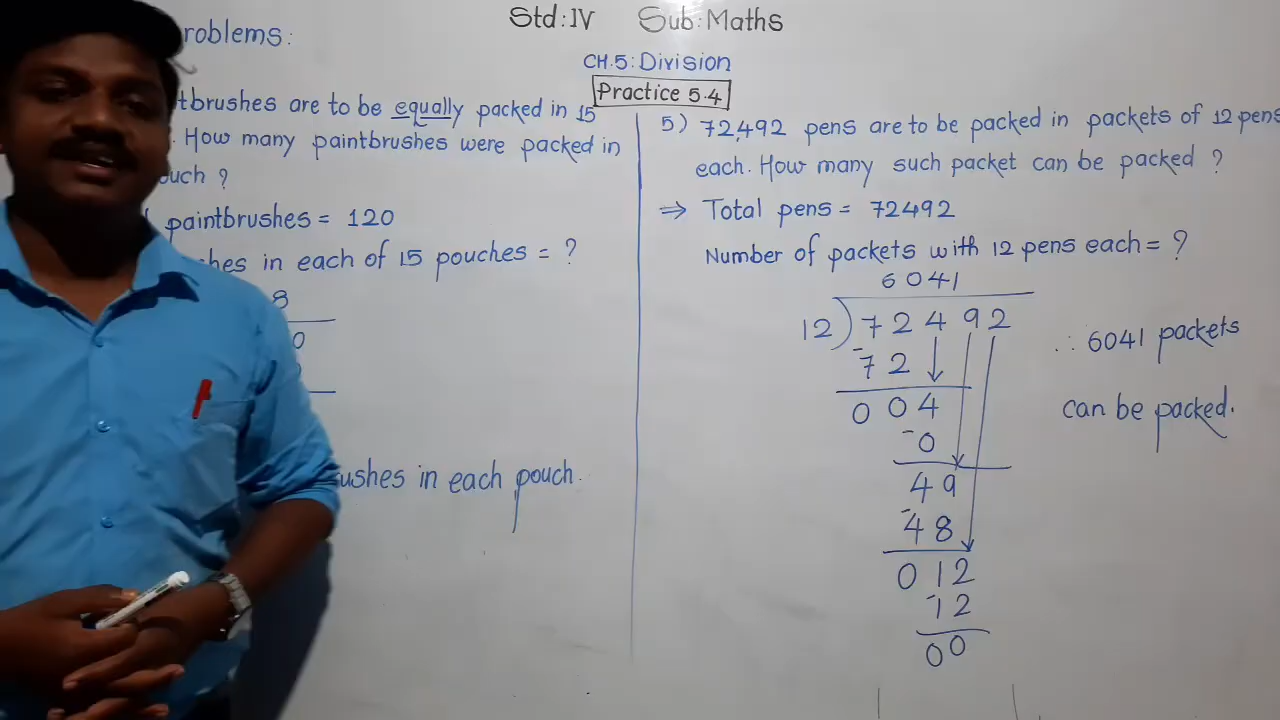 Std:IV Sub:Maths
roblems:
CH.5:Division
Practice 5.4
tbrushes are to be equally packed in 15
How many paintbrushes were packed in
ouch ?
paintbrushes = 120
hes in each of 15 pouches = ?
8
0
ushes in each pouch.
5) 72,492 pens are to be packed in packets of 12 pens
each. How many such packet can be packed ?
⇒ Total pens = 72492
Number of packets with 12 pens each = ?
6041
12)72492
-72
004
-0
49
-48
012
-12
00
∴ 6041 packets
can be packed.